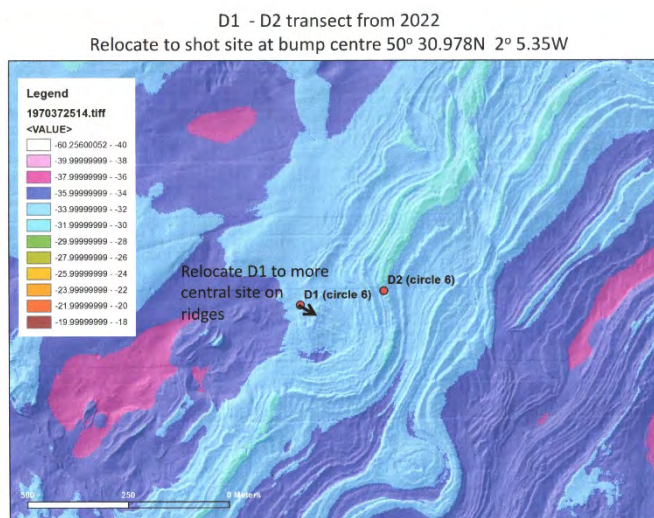 D1 - D2 transect from 2022
Relocate to shot site at bump centre 50º 30.978N 2º 5.35W
Legend
1970372514.tiff
<VALUE>
-60.25600052 - -40
-39.99999999 - -38
-37.99999999 - -36
-35.99999999 - -34
-33.99999999 - -32
-31.99999999 - -30
-29.99999999 - -28
-27.99999999 - -26
-25.99999999 - -24
-23.99999999 - -22
-21.99999999 - -20
-19.99999999 - -18
Relocate D1 to more
central site on
ridges
D1 (circle 6)
D2 (circle 6)
500 250 0 Meters